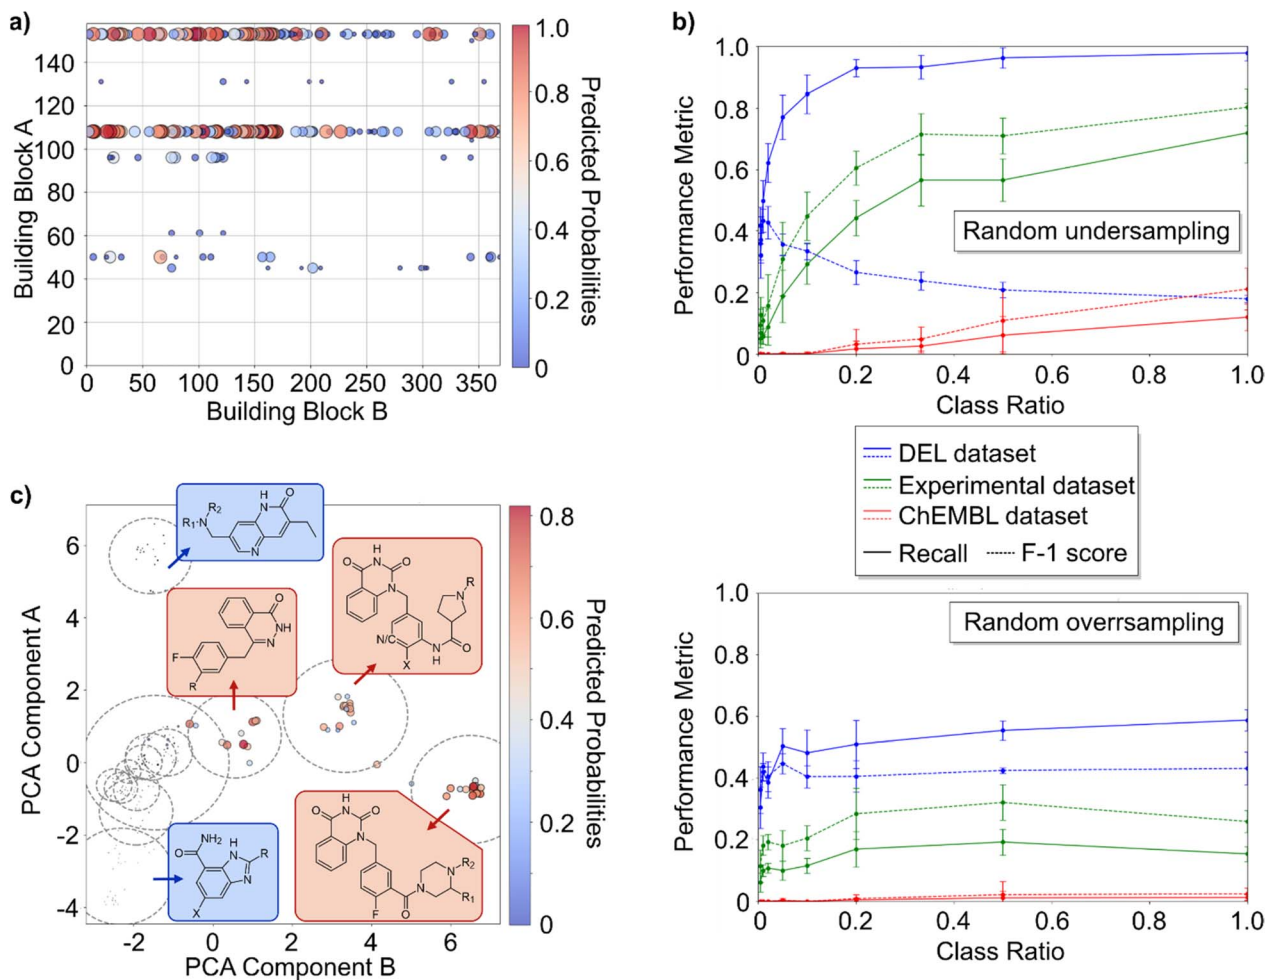 a)
Building Block A
140
120
100
80
60
40
20
0
0 50 100 150 200 250 300 350
Building Block B
1.0
0.8
0.6
0.4
0.2
0
Predicted Probabilities
b)
Performance Metric
1.0
0.8
0.6
0.4
0.2
0
Random undersampling
0 0.2 0.4 0.6 0.8 1.0
Class Ratio
DEL dataset
Experimental dataset
ChEMBL dataset
Recall F-1 score
Performance Metric
1.0
0.8
0.6
0.4
0.2
0
Random overrsampling
0 0.2 0.4 0.6 0.8 1.0
Class Ratio
c)
PCA Component A
6
4
2
0
-2
-4
-2 0 2 4 6
PCA Component B
0.8
0.6
0.4
0.2
0
Predicted Probabilities
H
N
O
R2
R1
N
N
O
NH
N
F
R
H
N
O
O
N
R
N
N/C
N
H
O
X
H
N
O
O
N
R2
N
N
R1
F
O
NH2
O
H
N
R
N
X